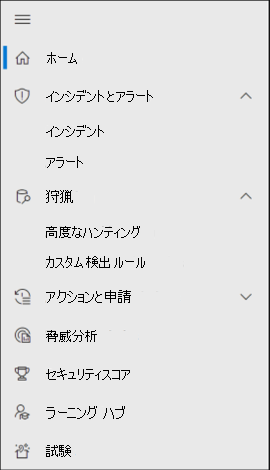 ホーム
インシデントとアラート
インシデント
アラート
狩猟
高度なハンティング
カスタム検出 ルール
アクションと申請
脅威分析
セキュリティスコア
ラーニング ハブ
試験